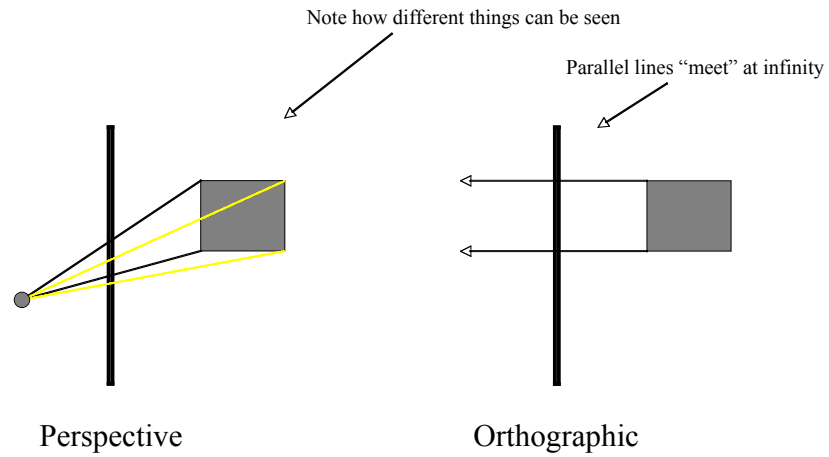 Note how different things can be seen
Parallel lines “meet” at infinity
Perspective
Orthographic